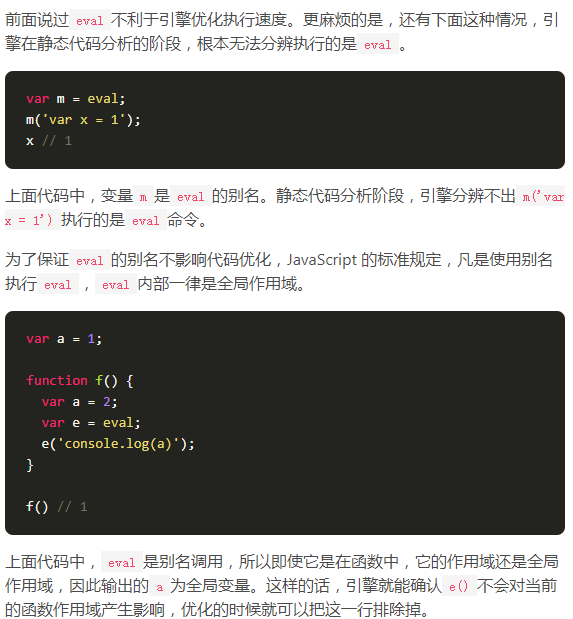 前面说过 eval 不利于引擎优化执行速度。更麻烦的是，还有下面这种情况，引
擎在静态代码分析的阶段，根本无法分辨执行的是 eval 。
var m = eval;
m('var x = 1');
x // 1
上面代码中，变量 m 是 eval 的别名。静态代码分析阶段，引擎分辨不出 m('var
x = 1') 执行的是 eval 命令。
为了保证 eval 的别名不影响代码优化，JavaScript 的标准规定，凡是使用别名
执行 eval ， eval 内部一律是全局作用域。
var a = 1;
function f() {
  var a = 2;
  var e = eval;
  e('console.log(a)');
}
f() // 1
上面代码中， eval 是别名调用，所以即使它是在函数中，它的作用域还是全局
作用域，因此输出的 a 为全局变量。这样的话，引擎就能确认 e() 不会对当前
的函数作用域产生影响，优化的时候就可以把这一行排除掉。